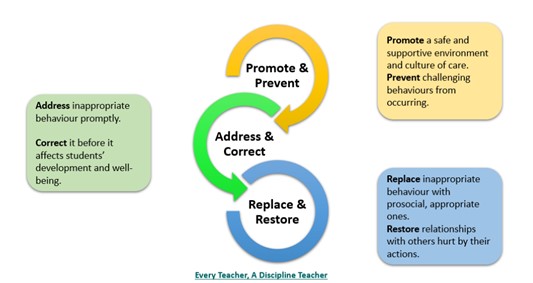 Promote &
Prevent
Promote a safe and
supportive environment
and culture of care.
Prevent challenging
behaviours from
occurring.
Address inappropriate
behaviour promptly.
Correct it before it
affects students'
development and well-
being.
Address &
Correct
Replace &
Restore
Replace inappropriate
behaviour with
prosocial, appropriate
ones.
Restore relationships
with others hurt by their
actions.
Every Teacher, A Discipline Teacher